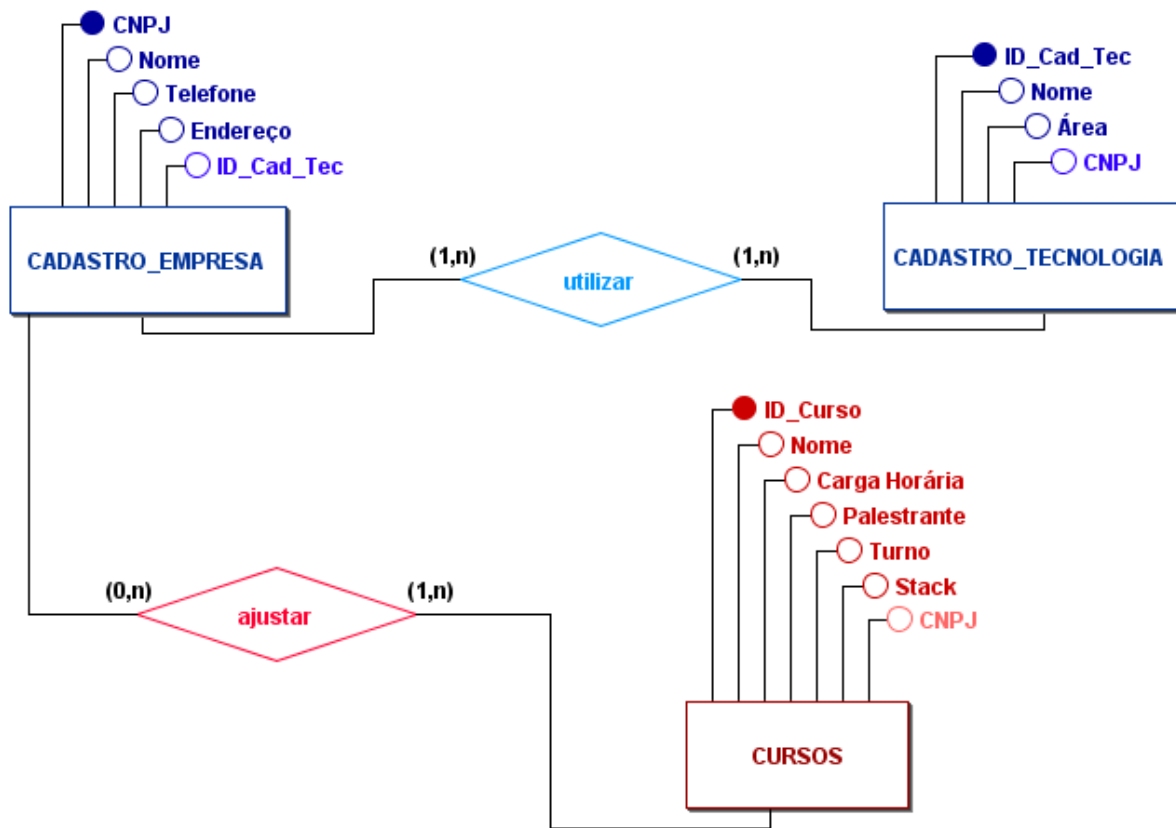 CNPJ
Nome
Telefone
Endereço
ID_Cad_Tec
CADASTRO_EMPRESA
(1,n)
utilizar
(1,n)
ID_Cad_Tec
Nome
Área
CNPJ
CADASTRO_TECNOLOGIA
(0,n)
ajustar
(1,n)
ID_Curso
Nome
Carga Horária
Palestrante
Turno
Stack
CNPJ
CURSOS